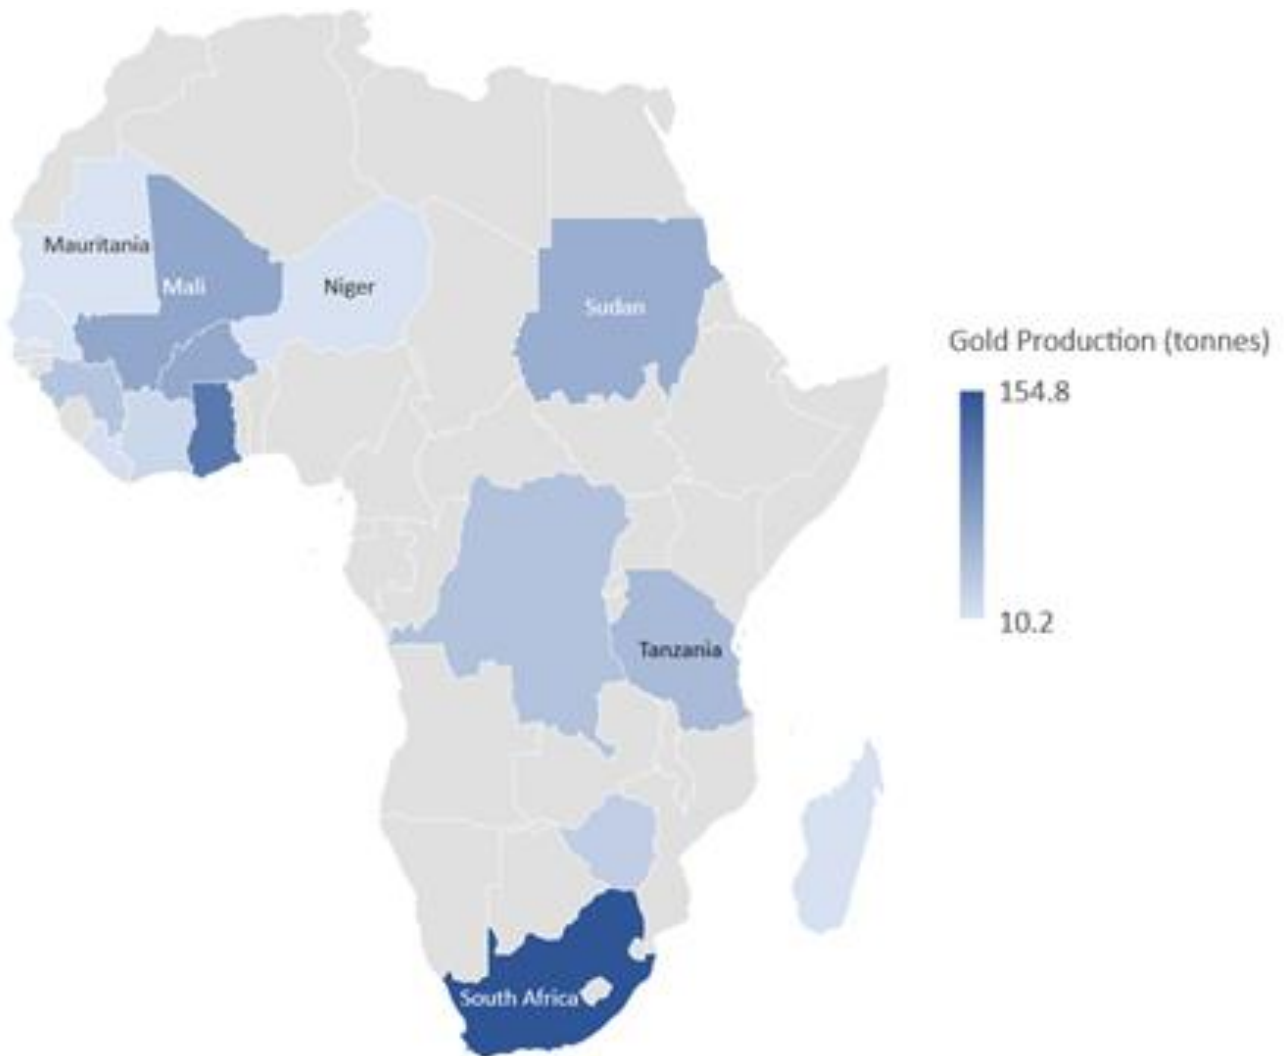 Mauritania
Mali
Niger
Sudan
Gold Production (tonnes)
154.8
10.2
Tanzania
South Africa